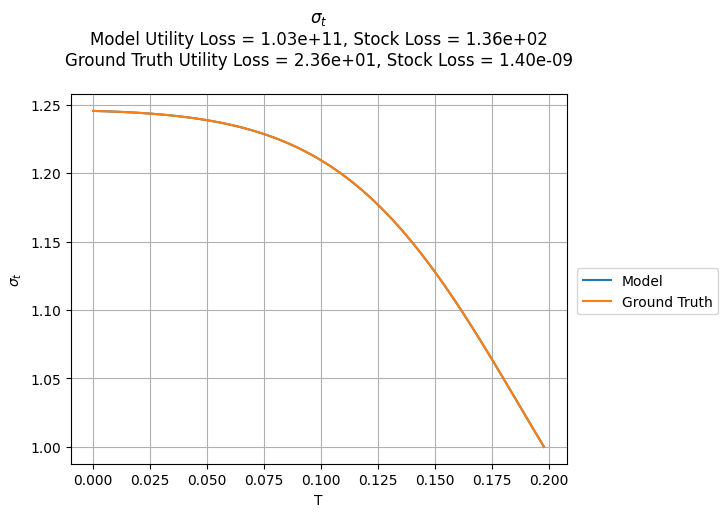 σt
Model Utility Loss = 1.03e+11, Stock Loss = 1.36e+02
Ground Truth Utility Loss = 2.36e+01, Stock Loss = 1.40e-09
1.25
1.20
1.15
1.10
1.05
1.00
σt
0.000 0.025 0.050 0.075 0.100 0.125 0.150 0.175 0.200
T
Model
Ground Truth